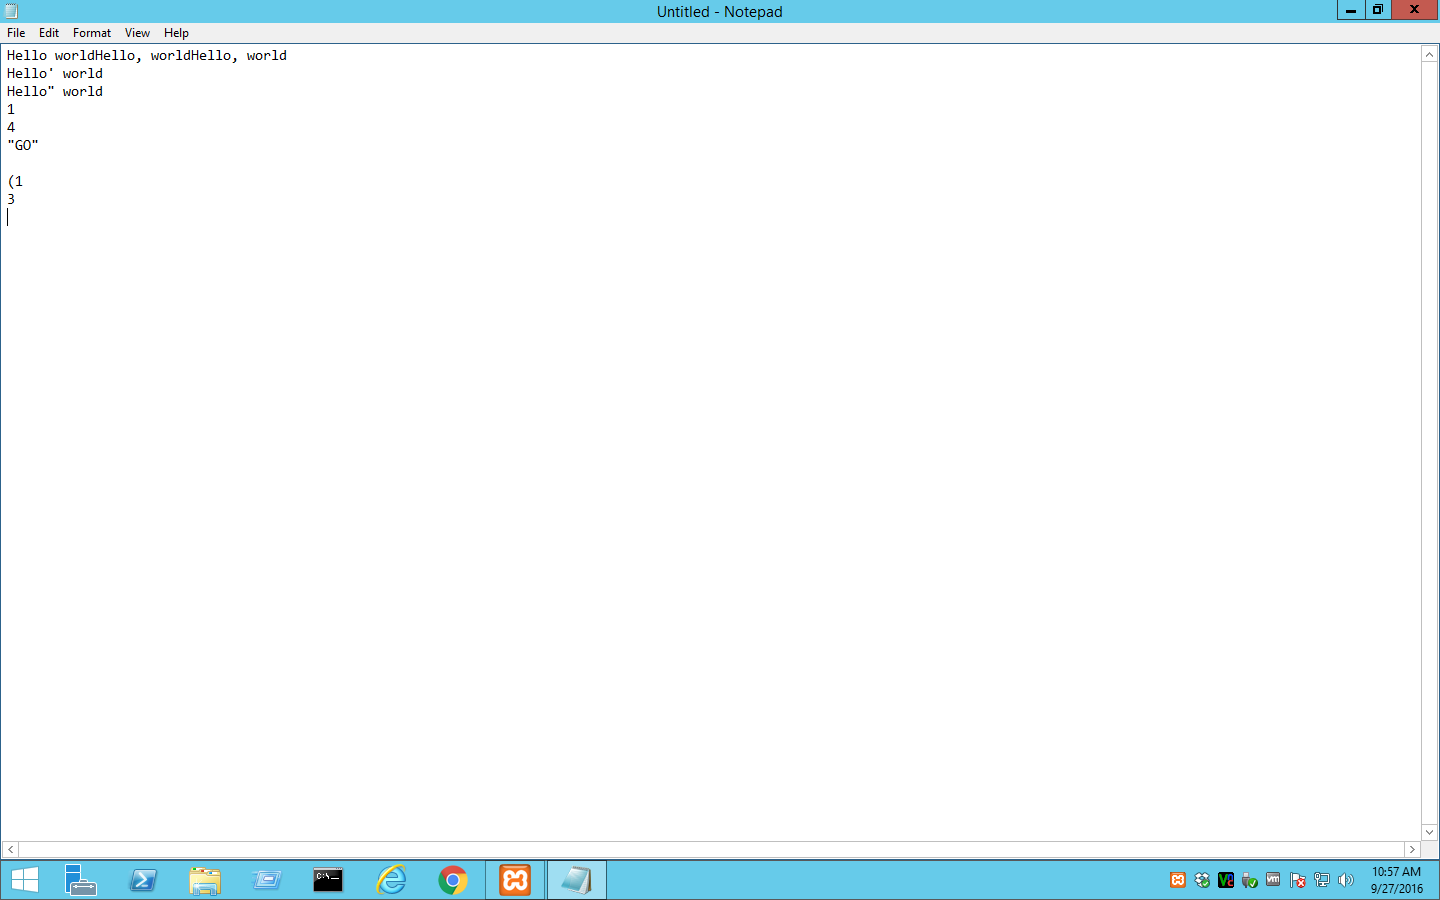 Untitled - Notepad
File Edit Format View Help
Hello worldHello, worldHello, world
Hello' world
Hello" world
1
4
"GO"
(1
3
10:57 AM
9/27/2016